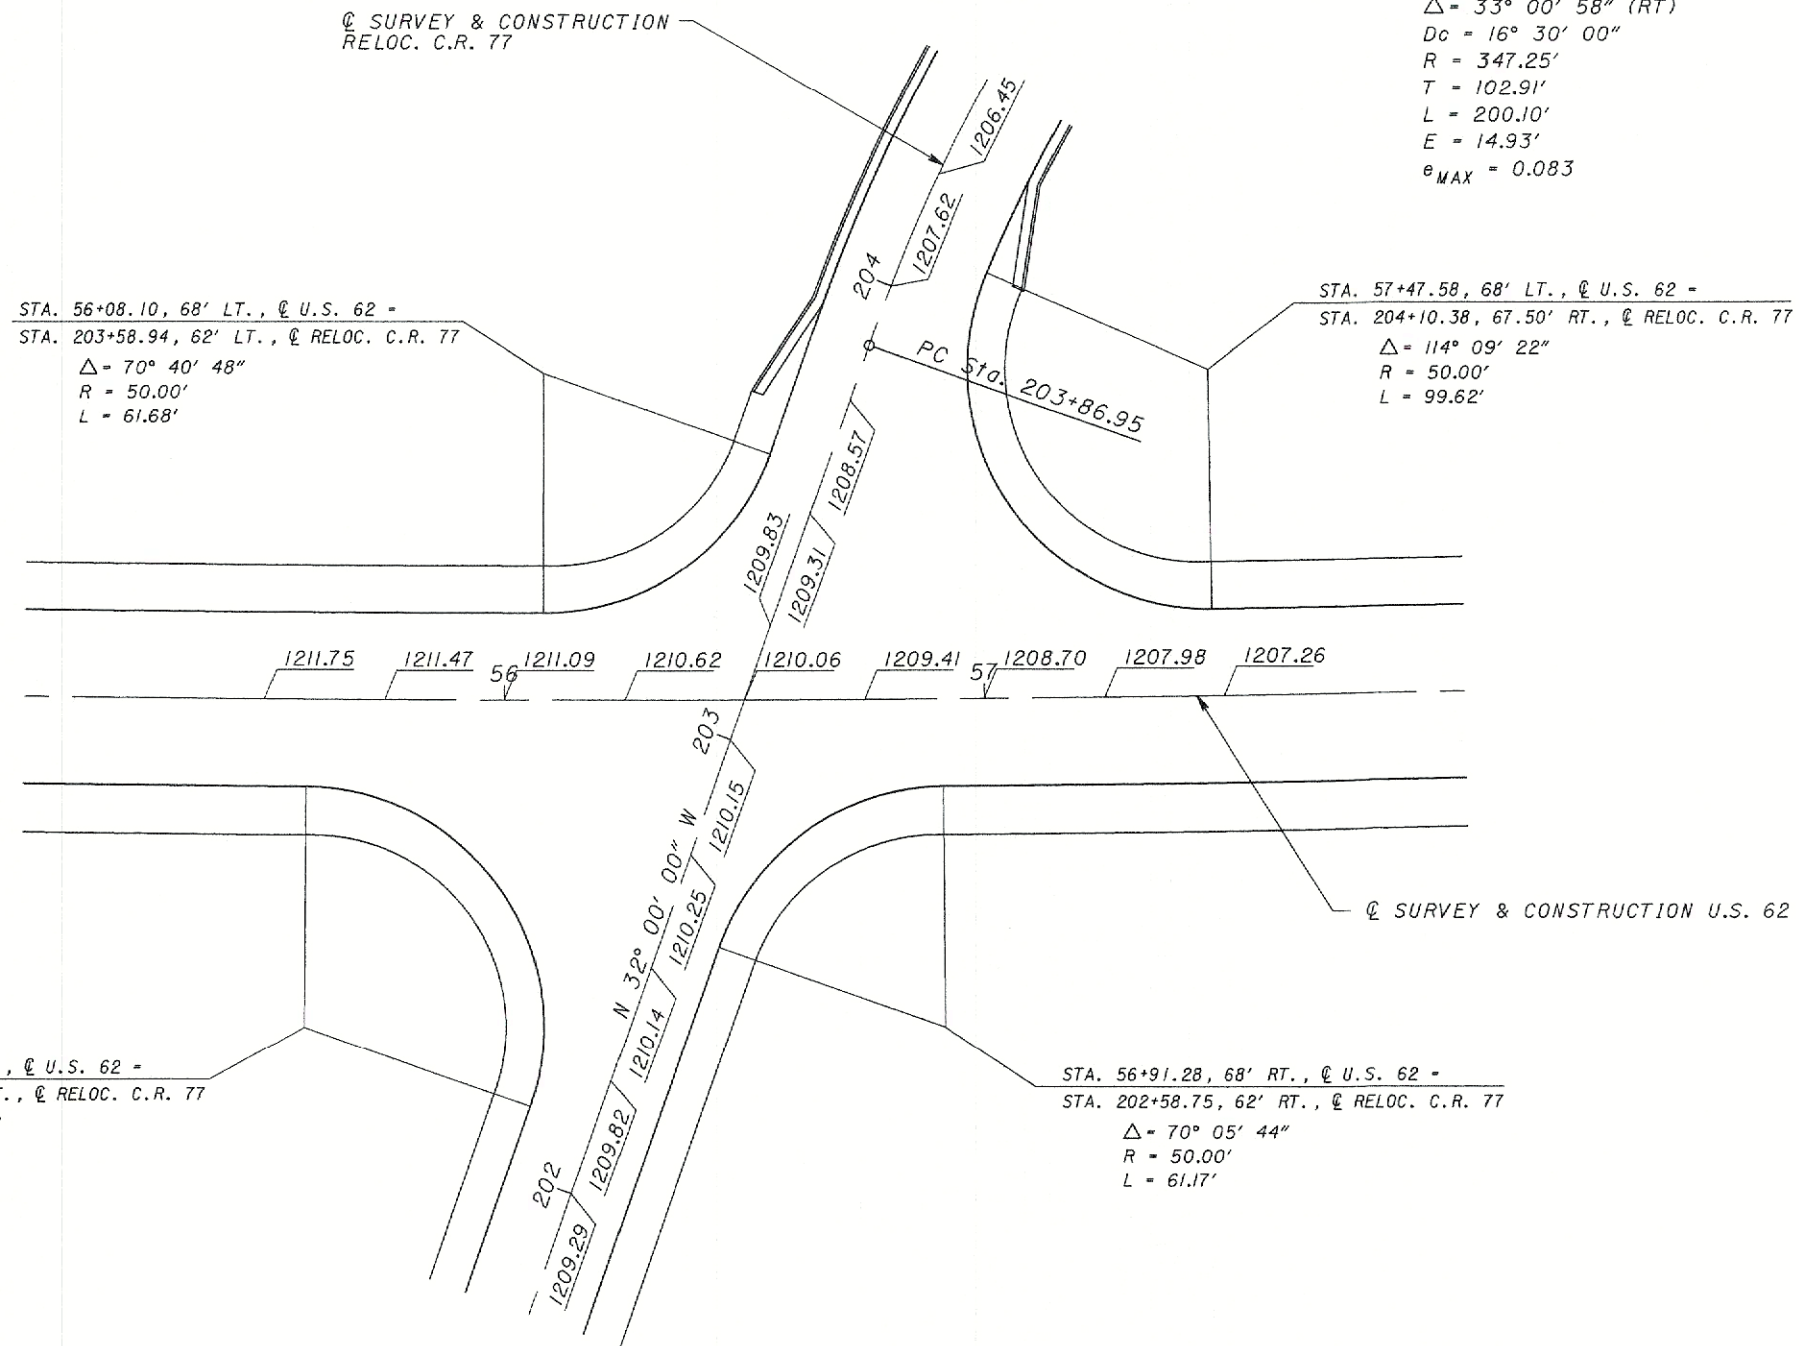 ℄ SURVEY & CONSTRUCTION
RELOC. C.R. 77
Δ = 33° 00' 58" (RT)
Dc = 16° 30' 00"
R = 347.25'
T = 102.91'
L = 200.10'
E = 14.93'
e MAX = 0.083
1206.45
1207.62
204
STA. 56+08.10, 68' LT., ℄ U.S. 62 =
STA. 203+58.94, 62' LT., ℄ RELOC. C.R. 77
Δ = 70° 40' 48"
R = 50.00'
L = 61.68'
STA. 57+47.58, 68' LT., ℄ U.S. 62 =
STA. 204+10.38, 67.50' RT., ℄ RELOC. C.R. 77
Δ = 114° 09' 22"
R = 50.00'
L = 99.62'
PC Sta. 203+86.95
1208.57
1209.31
1209.83
1211.75
1211.47
56
1211.09
1210.62
1210.06
1209.41
57
1208.70
1207.98
1207.26
203
1210.15
N 32° 00' 00" W
1210.25
1210.14
1209.82
202
1209.29
℄ SURVEY & CONSTRUCTION U.S. 62
, ℄ U.S. 62 =
T., ℄ RELOC. C.R. 77
STA. 56+91.28, 68' RT., ℄ U.S. 62 =
STA. 202+58.75, 62' RT., ℄ RELOC. C.R. 77
Δ = 70° 05' 44"
R = 50.00'
L = 61.17'